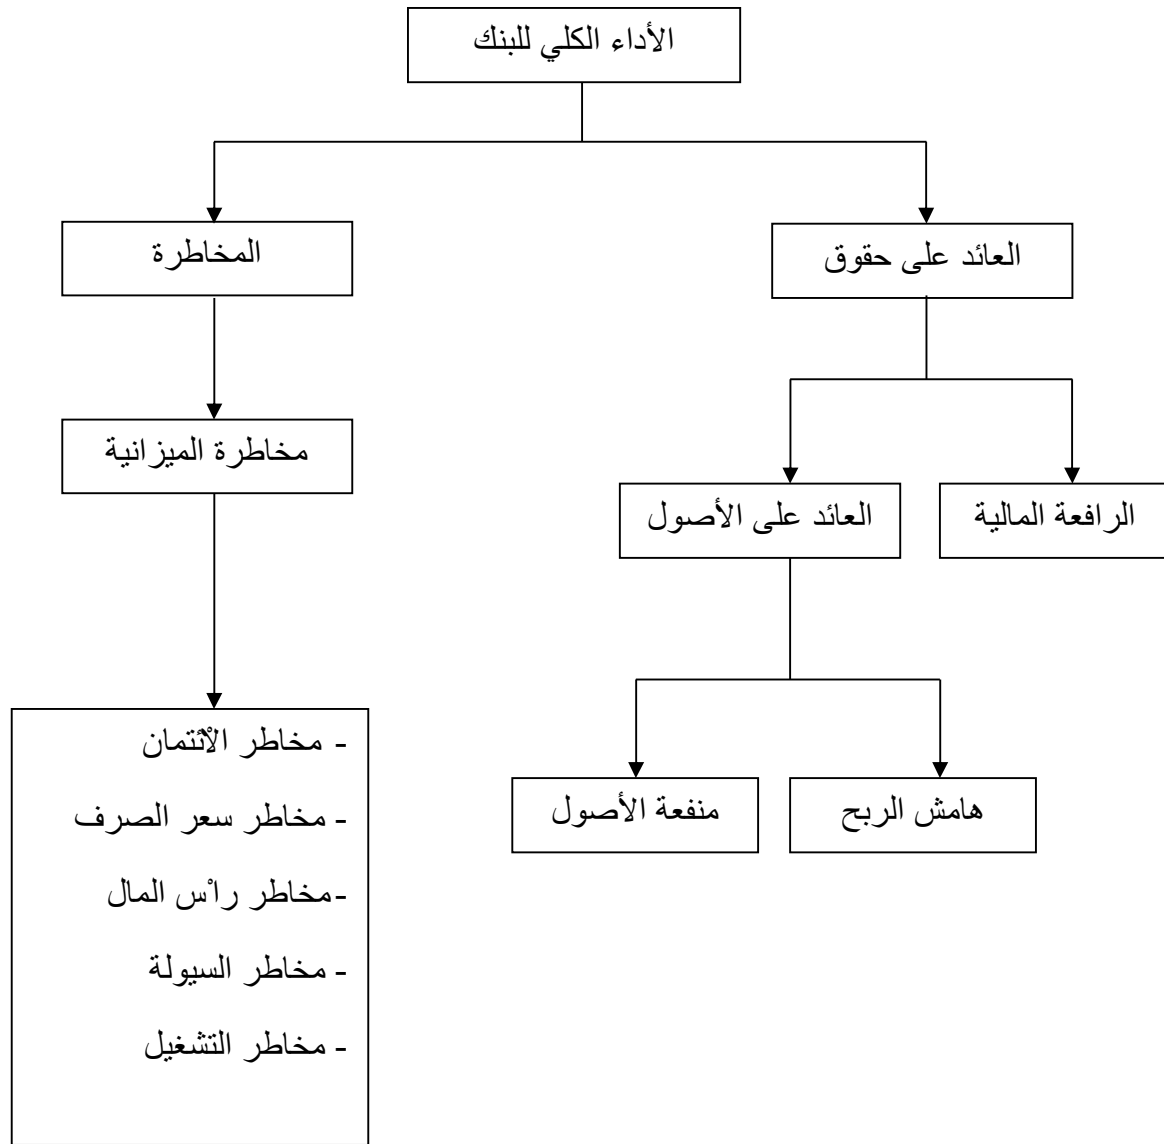 الأداء الكلي للبنك
العائد على حقوق
المخاطرة
مخاطرة الميزانية
الرافعة المالية
العائد على الأصول
هامش الربح
منفعة الأصول
- مخاطر الأئتمان
- مخاطر سعر الصرف
-مخاطر رأس المال
- مخاطر السيولة
- مخاطر التشغيل